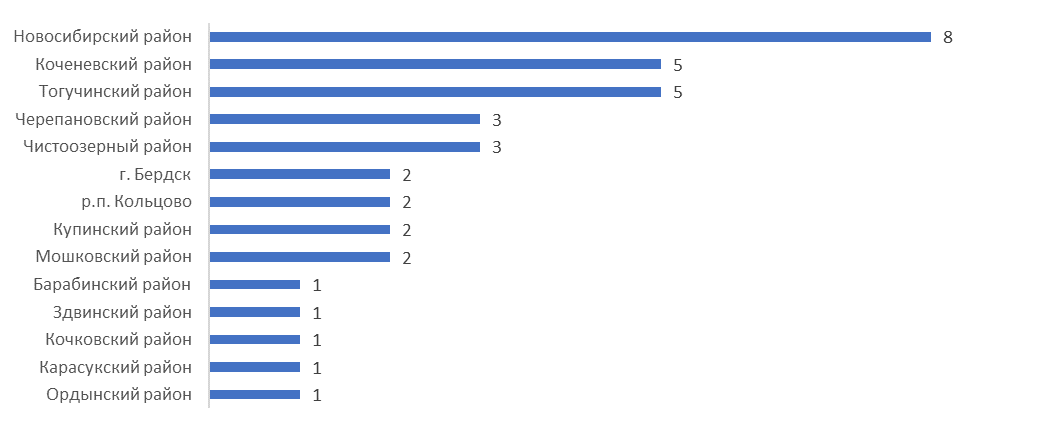 Новосибирский район 8
Коченевский район 5
Тогучинский район 5
Черепановский район 3
Чистоозерный район 3
г. Бердск 2
р.п. Кольцово 2
Купинский район 2
Мошковский район 2
Барабинский район 1
Здвинский район 1
Кочковский район 1
Карасукский район 1
Ордынский район 1